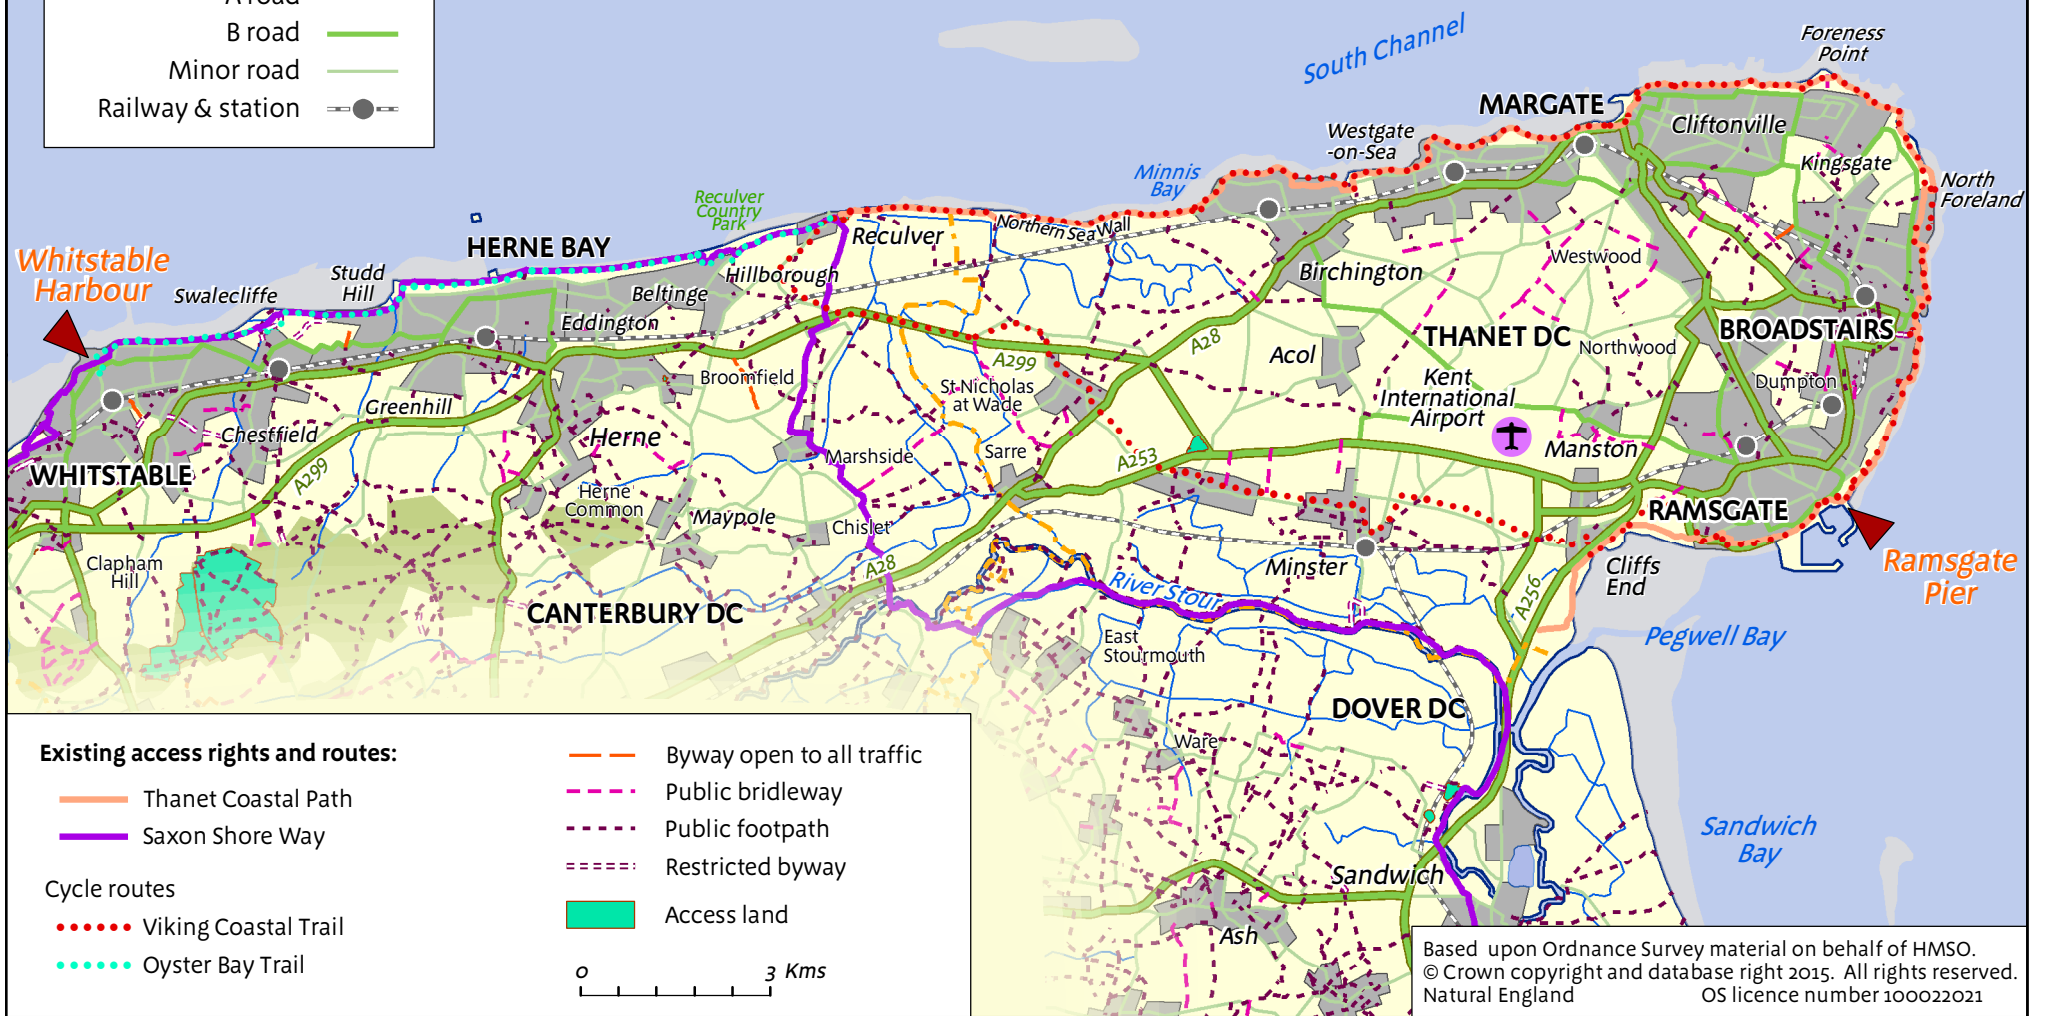 A road
B road
Minor road
Railway & station
South Channel
Foreness
Point
MARGATE
Cliftonville
Westgate
-on-Sea
Kingsgate
North
Foreland
Minnis
Bay
Reculver
Country
Park
Northern Sea Wall
Reculver
HERNE BAY
Whitstable
Harbour
Studd
Hill
Swalecliffe
Hillborough
Beltinge
Eddington
Birchington
Westwood
THANET DC
BROADSTAIRS
Northwood
A28
A299
Acol
Kent
International
Airport
Dumpton
Broomfield
St Nicholas
at Wade
Greenhill
Chestfield
Herne
Marshside
Sarre
A253
Manston
WHITSTABLE
A299
Herne
Common
Maypole
Chislet
RAMSGATE
Ramsgate
Pier
Clapham
Hill
A28
Minster
Cliffs
End
River Stour
A256
CANTERBURY DC
East
Stourmouth
Pegwell Bay
DOVER DC
Ware
Sandwich
Bay
Sandwich
Ash
Existing access rights and routes:
Thanet Coastal Path
Saxon Shore Way
Cycle routes
Viking Coastal Trail
Oyster Bay Trail
Byway open to all traffic
Public bridleway
Public footpath
Restricted byway
Access land
0 3 Kms
Based upon Ordnance Survey material on behalf of HMSO.
© Crown copyright and database right 2015. All rights reserved.
Natural England OS licence number 100022021